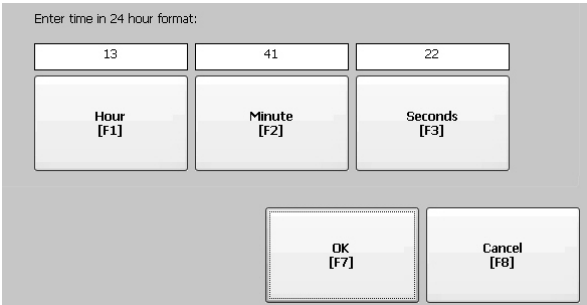 Enter time in 24 hour format:
13 41 22
Hour Minute Seconds
[F1] [F2] [F3]
OK Cancel
[F7] [F8]